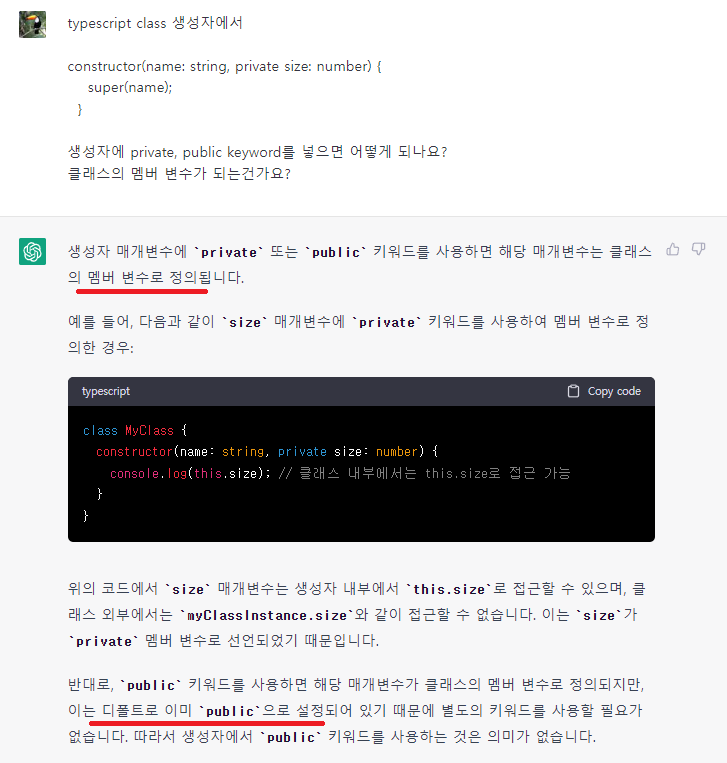 typescript class 생성자에서
constructor(name: string, private size: number) {
super(name);
}
생성자에 private, public keyword를 넣으면 어떻게 되나요?
클래스의 멤버 변수가 되는건가요?
생성자 매개변수에 `private` 또는 `public` 키워드를 사용하면 해당 매개변수는 클래스
의 멤버 변수로 정의됩니다.
예를 들어, 다음과 같이 `size` 매개변수에 `private` 키워드를 사용하여 멤버 변수로 정
의한 경우:
typescript Copy code
class MyClass {
constructor(name: string, private size: number) {
console.log(this.size); // 클래스 내부에서는 this.size로 접근 가능
}
}
위의 코드에서 `size` 매개변수는 생성자 내부에서 `this.size`로 접근할 수 있으며, 클
래스 외부에서는 `myClassInstance.size`와 같이 접근할 수 없습니다. 이는 `size`가
`private` 멤버 변수로 선언되었기 때문입니다.
반대로, `public` 키워드를 사용하면 해당 매개변수가 클래스의 멤버 변수로 정의되지만,
이는 디폴트로 이미 `public`으로 설정되어 있기 때문에 별도의 키워드를 사용할 필요가
없습니다. 따라서 생성자에서 `public` 키워드를 사용하는 것은 의미가 없습니다.